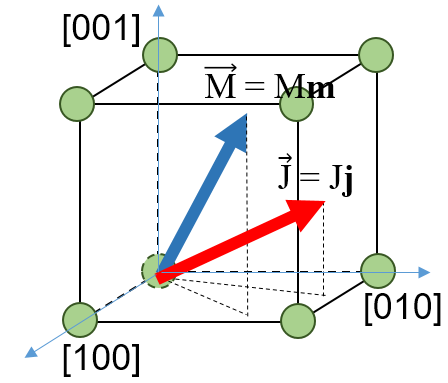 [001]
M⃗ = Mm
J⃗ = Jj
[010]
[100]